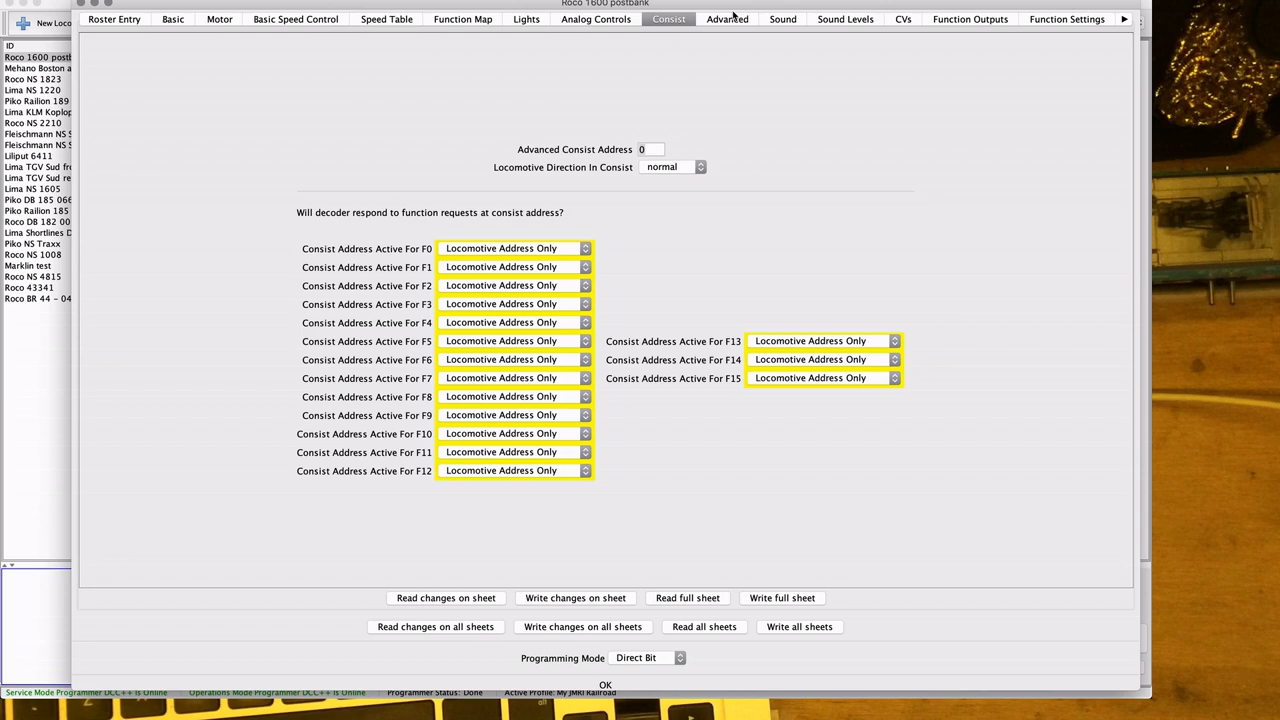 Roco 1600 postbank
New Loco
Roster Entry Basic Motor Basic Speed Control Speed Table Function Map Lights Analog Controls Consist Advanced Sound Sound Levels CVs Function Outputs Function Settings
ID
Roco 1600 postb
Mehano Boston a
Roco NS 1823
Lima NS 1220
Piko Railion 189
Lima KLM Koplop
Roco NS 2210
Fleischmann NS S
Fleischmann NS S
Liliput 6411
Lima TGV Sud fr
Lima TGV Sud re
Lima NS 1605
Piko DB 185 066
Piko Railion 185
Roco DB 182 00
Lima Shortlines D
Piko NS Traxx
Roco NS 1008
Marklin test
Roco NS 4815
Roco 43341
Roco BR 44 - 04
Advanced Consist Address 0
Locomotive Direction In Consist normal
Will decoder respond to function requests at consist address?
Consist Address Active For F0 Locomotive Address Only
Consist Address Active For F1 Locomotive Address Only
Consist Address Active For F2 Locomotive Address Only
Consist Address Active For F3 Locomotive Address Only
Consist Address Active For F4 Locomotive Address Only
Consist Address Active For F5 Locomotive Address Only Consist Address Active For F13 Locomotive Address Only
Consist Address Active For F6 Locomotive Address Only Consist Address Active For F14 Locomotive Address Only
Consist Address Active For F7 Locomotive Address Only Consist Address Active For F15 Locomotive Address Only
Consist Address Active For F8 Locomotive Address Only
Consist Address Active For F9 Locomotive Address Only
Consist Address Active For F10 Locomotive Address Only
Consist Address Active For F11 Locomotive Address Only
Consist Address Active For F12 Locomotive Address Only
Read changes on sheet Write changes on sheet Read full sheet Write full sheet
Read changes on all sheets Write changes on all sheets Read all sheets Write all sheets
Programming Mode Direct Bit
OK
Service Mode Programmer DCC++ Is Online Operations Mode Programmer DCC++ Is Online Programmer Status: Done Active Profile: My JMRI Railroad